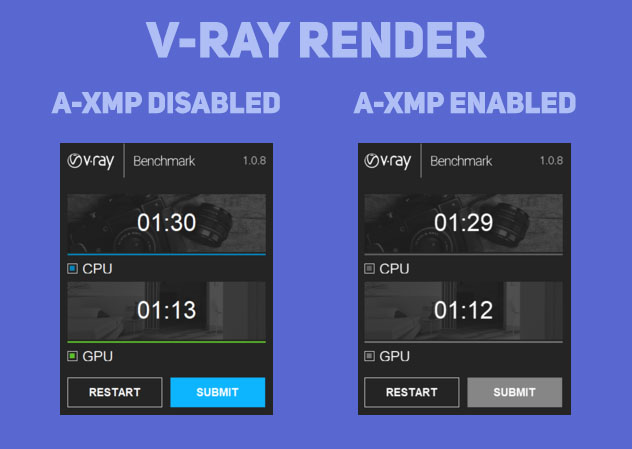 V-RAY RENDER
A-XMP DISABLED
v·ray Benchmark 1.0.8
01:30
CPU
01:13
GPU
RESTART SUBMIT
A-XMP ENABLED
v·ray Benchmark 1.0.8
01:29
CPU
01:12
GPU
RESTART SUBMIT